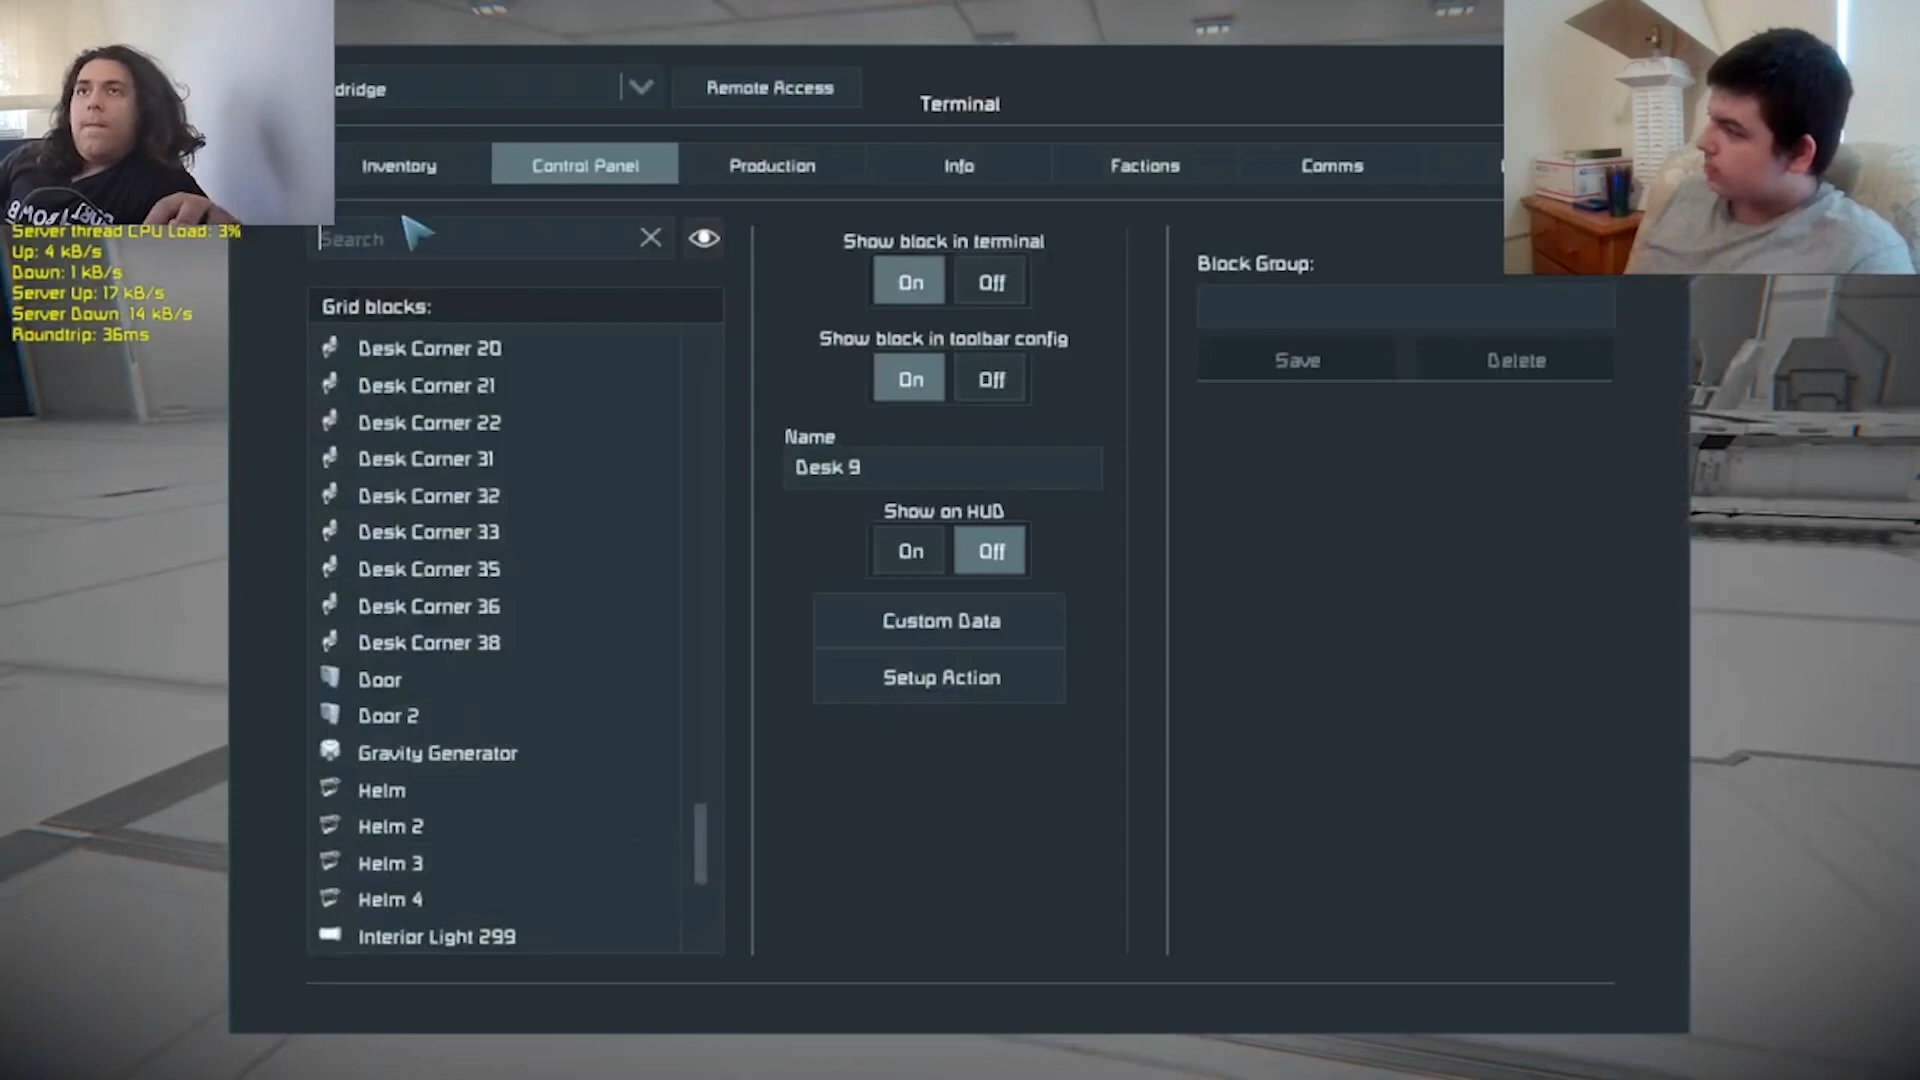 dridge
Remote Access
Terminal
Inventory
Control Panel
Production
Info
Factions
Comms
Server thread CPU Load: 3%
Up: 4 kB/s
Down: 1 kB/s
Server Up: 17 kB/s
Server Down: 14 kB/s
Roundtrip: 36ms
Search
Grid blocks:
Desk Corner 20
Desk Corner 21
Desk Corner 22
Desk Corner 31
Desk Corner 32
Desk Corner 33
Desk Corner 35
Desk Corner 36
Desk Corner 38
Door
Door 2
Gravity Generator
Helm
Helm 2
Helm 3
Helm 4
Interior Light 299
Show block in terminal
On Off
Show block in toolbar config
On Off
Name
Desk 9
Show on HUD
On Off
Custom Data
Setup Action
Block Group:
Save Delete